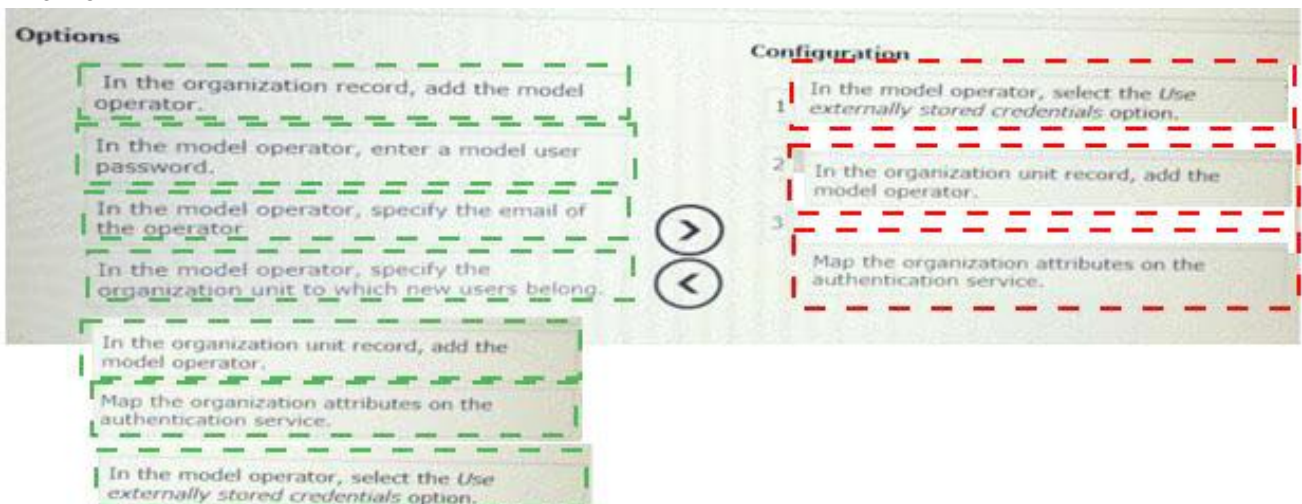 Options
In the organization record, add the model
operator.
In the model operator, enter a model user
password.
In the model operator, specify the email of
the operator
In the model operator, specify the
organization unit to which new users belong.
In the organization unit record, add the
model operator.
Map the organization attributes on the
authentication service.
In the model operator, select the Use
externally stored credentials option.
Configuration
1 In the model operator, select the Use
externally stored credentials option.
2 In the organization unit record, add the
model operator.
3
Map the organization attributes on the
authentication service.